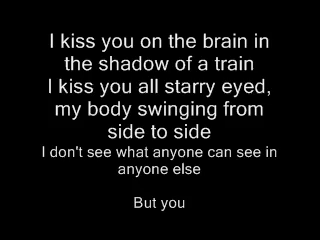 I kiss you on the brain in
the shadow of a train
I kiss you all starry eyed,
my body swinging from
side to side
I don't see what anyone can see in
anyone else
But you